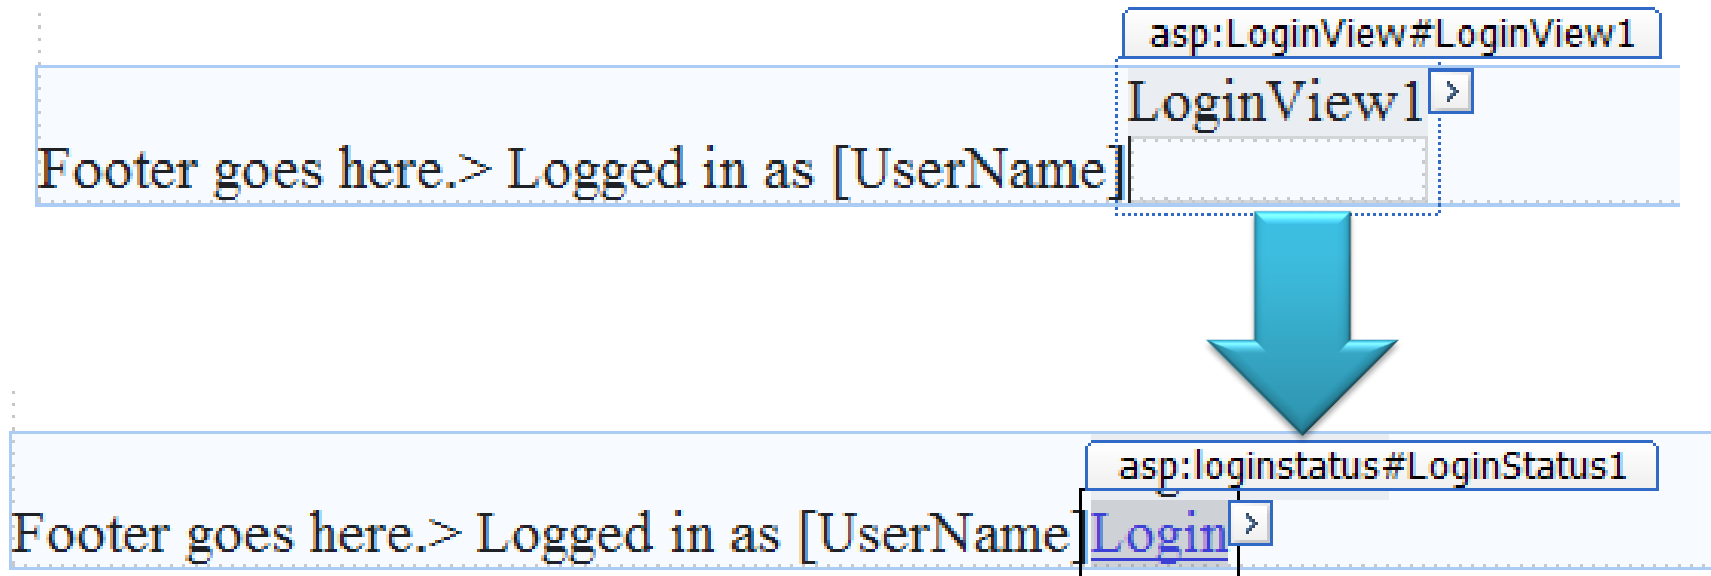 asp:LoginView#LoginView1
LoginView1
Footer goes here.> Logged in as [UserName]
asp:loginstatus#LoginStatus1
Footer goes here.> Logged in as [UserName]Login